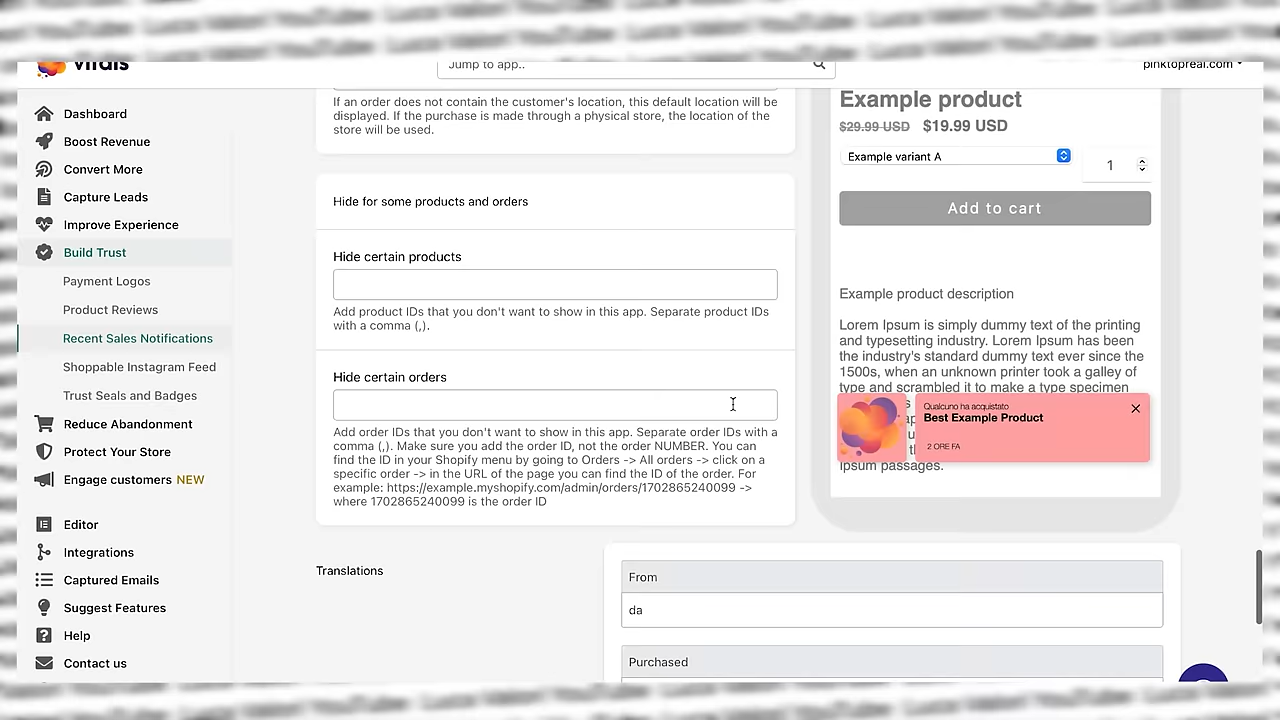 vitals
Jump to app..
pinktopreal.com
Dashboard
Boost Revenue
Convert More
Capture Leads
Improve Experience
Build Trust
Payment Logos
Product Reviews
Recent Sales Notifications
Shoppable Instagram Feed
Trust Seals and Badges
Reduce Abandonment
Protect Your Store
Engage customers NEW
Editor
Integrations
Captured Emails
Suggest Features
Help
Contact us
If an order does not contain the customer's location, this default location will be
displayed. If the purchase is made through a physical store, the location of the
store will be used.
Hide for some products and orders
Hide certain products
Add product IDs that you don't want to show in this app. Separate product IDs
with a comma (,).
Hide certain orders
Add order IDs that you don't want to show in this app. Separate order IDs with a
comma (,). Make sure you add the order ID, not the order NUMBER. You can
find the ID in your Shopify menu by going to Orders -> All orders -> click on a
specific order -> in the URL of the page you can find the ID of the order. For
example: https://example.myshopify.com/admin/orders/1702865240099 ->
where 1702865240099 is the order ID
Example product
$29.99 USD $19.99 USD
Example variant A
1
Add to cart
Example product description
Lorem Ipsum is simply dummy text of the printing
and typesetting industry. Lorem Ipsum has been
the industry's standard dummy text ever since the
1500s, when an unknown printer took a galley of
type and scrambled it to make a type specimen
Qualcuno ha acquistato
Best Example Product
2 ORE FA
Ipsum passages.
Translations
From
da
Purchased